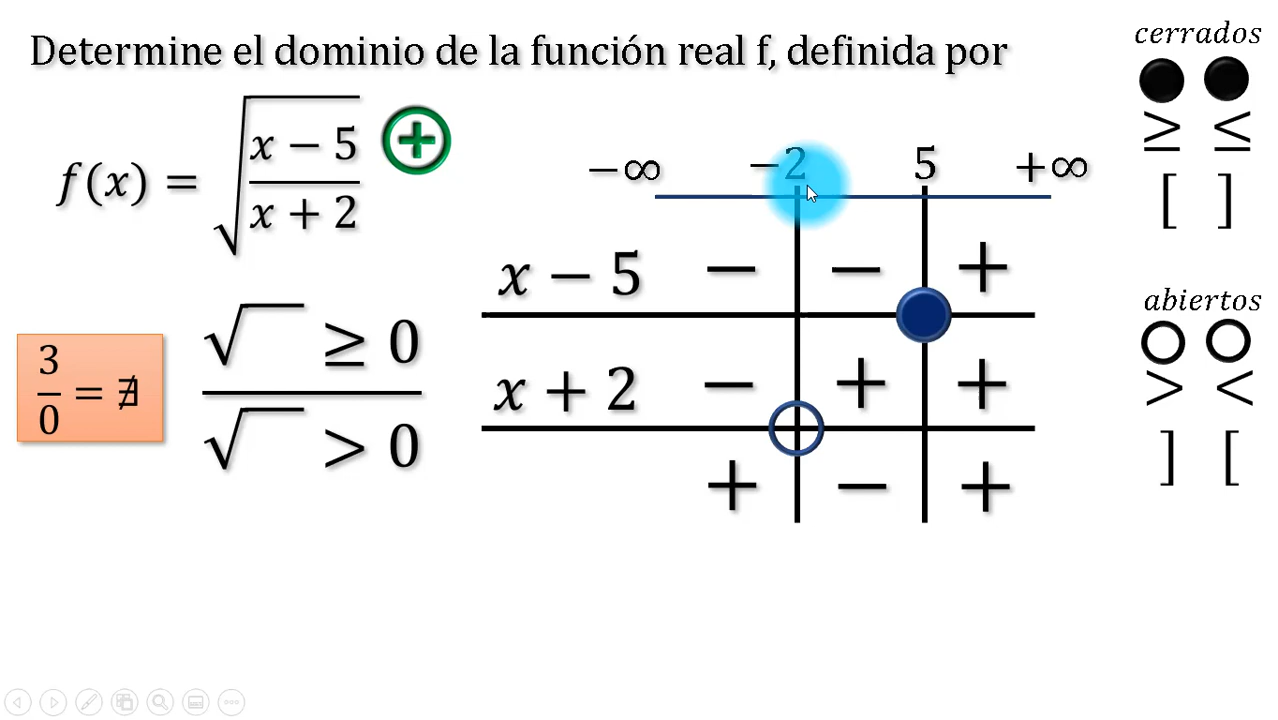 Determine el dominio de la función real f, definida por
f(x) = √((x − 5)/(x + 2)) +
3/0 = ∄
√ ≥ 0
√ > 0
−∞ −2 5 +∞
x − 5 − − +
x + 2 − + +
+ − +
cerrados
≥ ≤
[ ]
abiertos
> <
] [